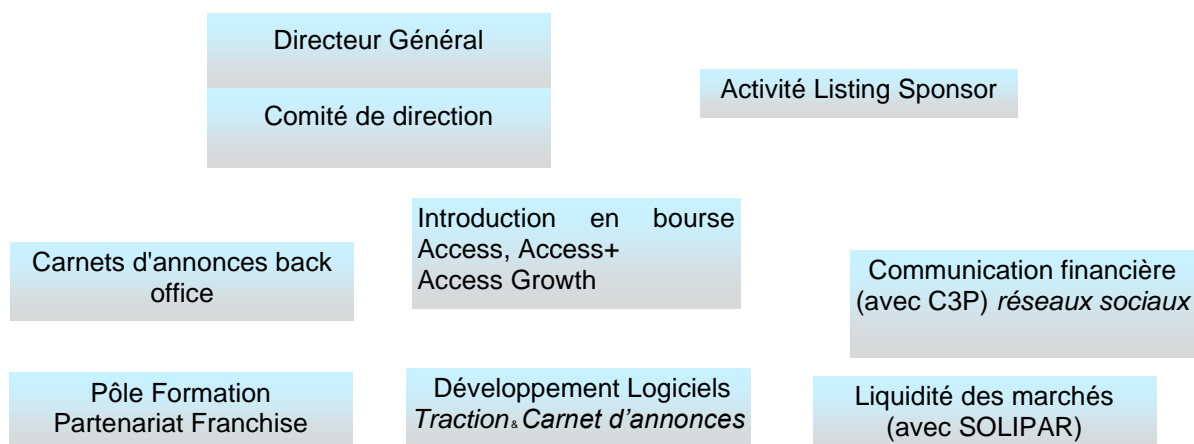 Directeur Général
Comité de direction
Activité Listing Sponsor
Introduction en bourse
Access, Access+
Access Growth
Carnets d'annonces back
office
Communication financière
(avec C3P) réseaux sociaux
Pôle Formation
Partenariat Franchise
Développement Logiciels
Traction & Carnet d’annonces
Liquidité des marchés
(avec SOLIPAR)